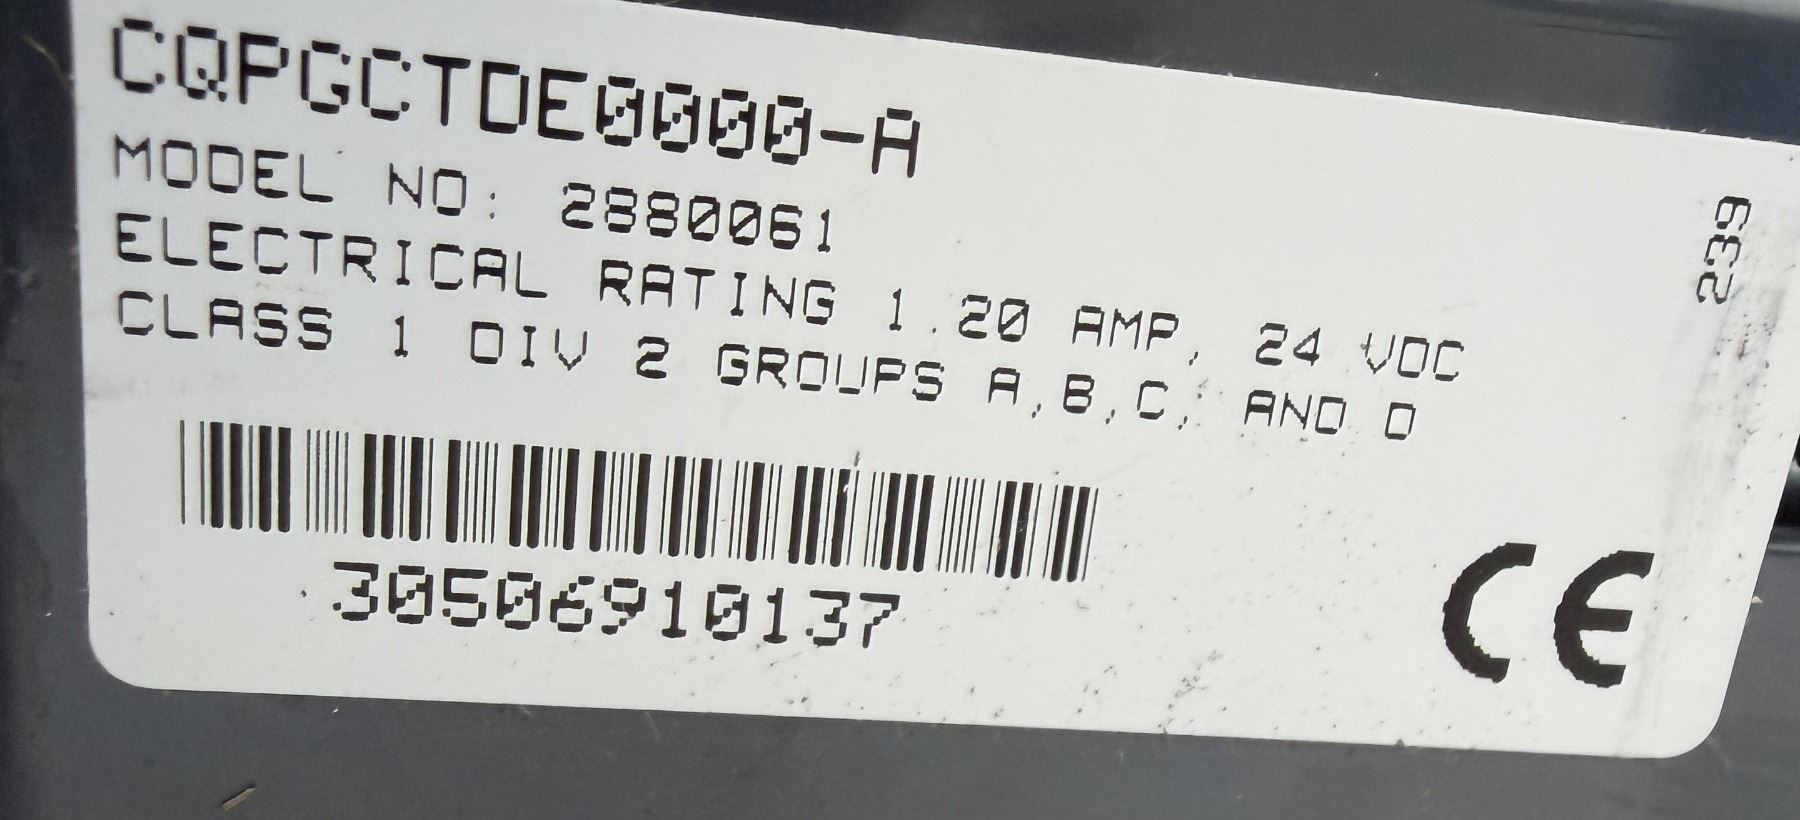 CQPGCTDE0000-A
MODEL NO: 2880061
ELECTRICAL RATING 1.20 AMP, 24 VDC
CLASS 1 DIV 2 GROUPS A,B,C, AND D
30506910137
CE
239